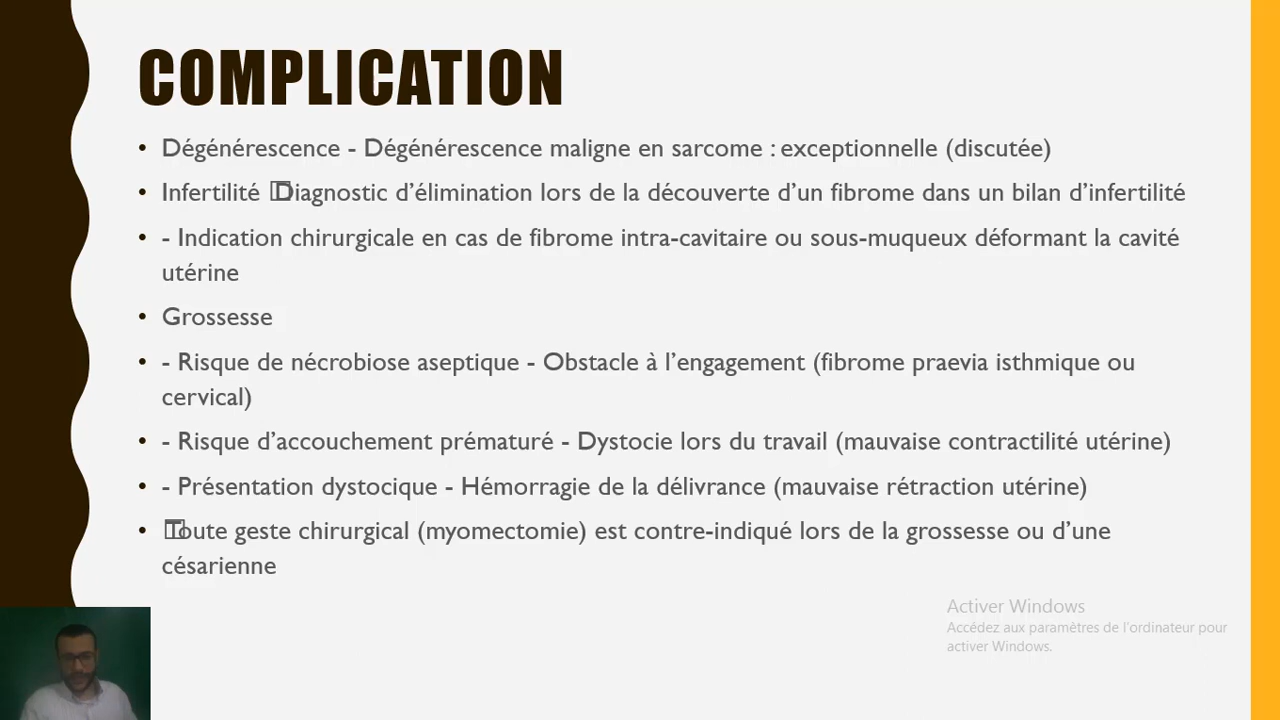 COMPLICATION
• Dégénérescence - Dégénérescence maligne en sarcome : exceptionnelle (discutée)
• Infertilité Diagnostic d’élimination lors de la découverte d’un fibrome dans un bilan d’infertilité
• - Indication chirurgicale en cas de fibrome intra-cavitaire ou sous-muqueux déformant la cavité
utérine
• Grossesse
• - Risque de nécrobiose aseptique - Obstacle à l’engagement (fibrome praevia isthmique ou
cervical)
• - Risque d’accouchement prématuré - Dystocie lors du travail (mauvaise contractilité utérine)
• - Présentation dystocique - Hémorragie de la délivrance (mauvaise rétraction utérine)
• Toute geste chirurgical (myomectomie) est contre-indiqué lors de la grossesse ou d’une
césarienne
Activer Windows
Accédez aux paramètres de l’ordinateur pour
activer Windows.